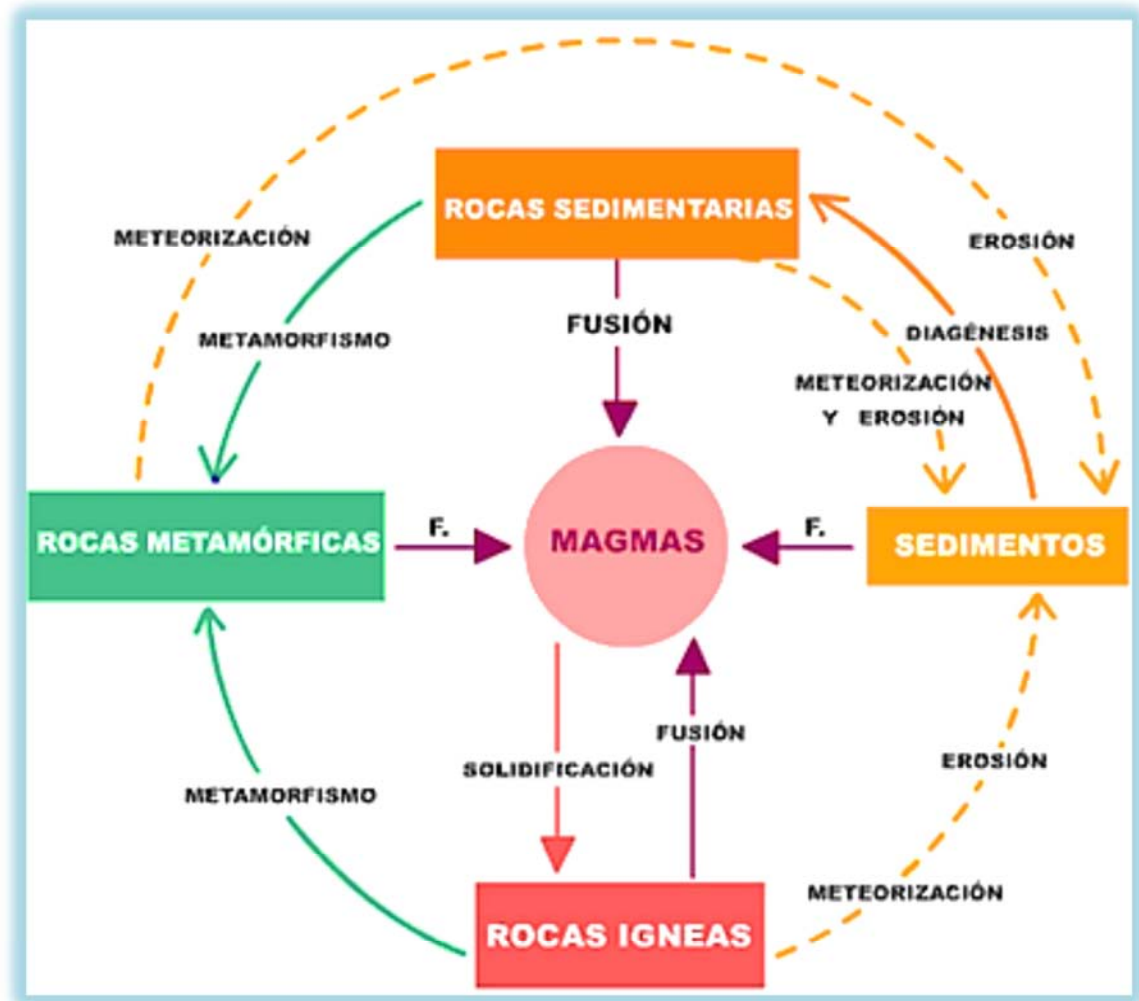 ROCAS SEDIMENTARIAS
METEORIZACIÓN
EROSIÓN
FUSIÓN
METAMORFISMO
DIAGÉNESIS
METEORIZACIÓN
Y EROSIÓN
ROCAS METAMÓRFICAS
F.
MAGMAS
F.
SEDIMENTOS
FUSIÓN
SOLIDIFICACIÓN
EROSIÓN
METAMORFISMO
METEORIZACIÓN
ROCAS IGNEAS